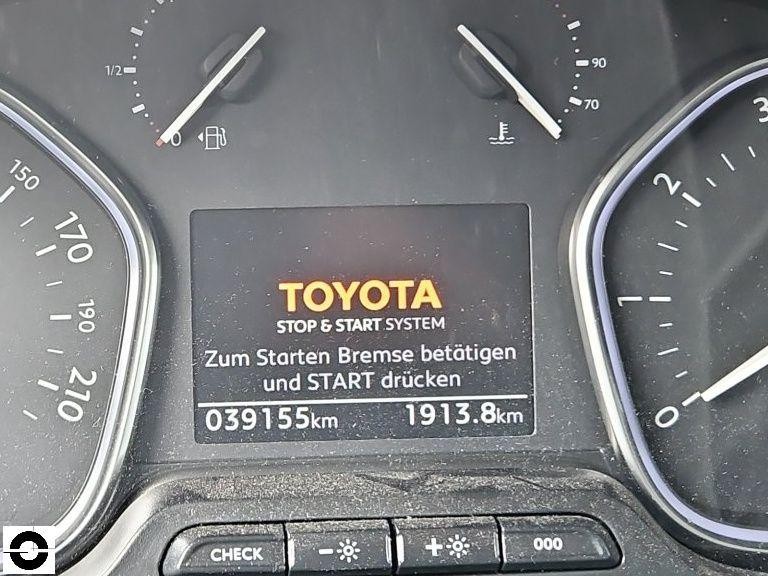 1/2
0
90
70
150
170
190
210
3
2
1
0
TOYOTA
STOP & START SYSTEM
Zum Starten Bremse betätigen
und START drücken
039155km 1913.8km
CHECK - + 000